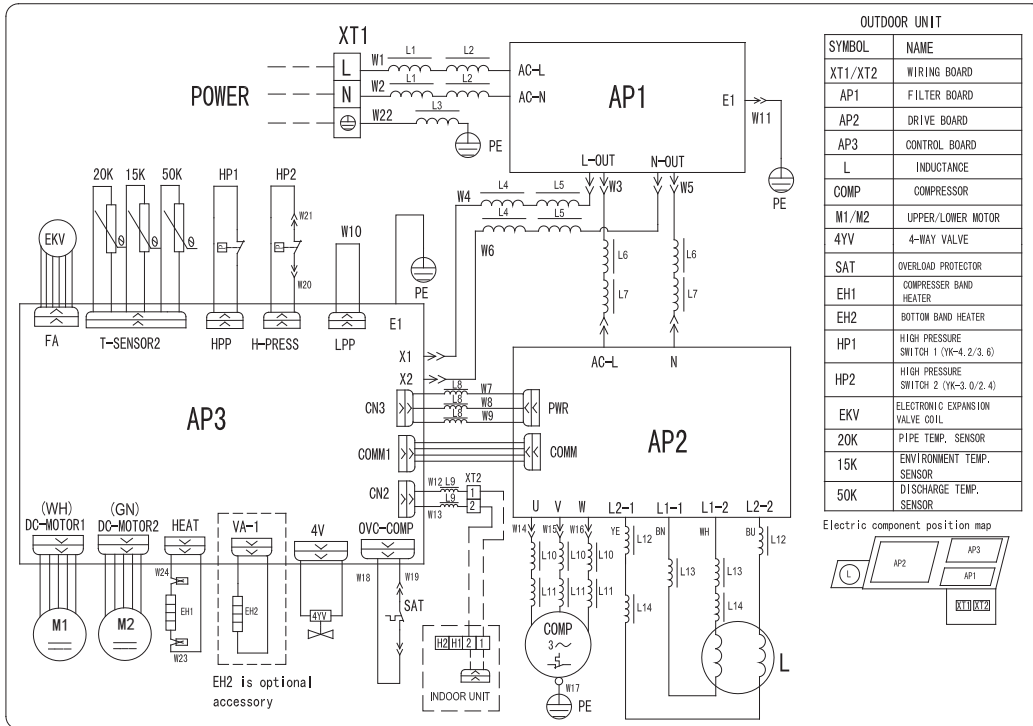 OUTDOOR UNIT
XT1
L
N
POWER
W1 L1 L2
W2 L1 L2
W22 L3
PE
AC-L
AC-N
AP1
E1
W11
PE
L-OUT N-OUT
W3 W5
W4 L4 L5
W6 L4 L5
L6 L6
L7 L7
20K 15K 50K HP1 HP2
EKV
θ θ θ
W21
W20
W10
PE
FA T-SENSOR2 HPP H-PRESS LPP
E1
X1
X2
AP3
CN3
L8 W7
L8 W8
L8 W9
PWR
COMM1
COMM
CN2
W12 L9
W13 L9
XT2
1
2
AC-L N
AP2
U V W L2-1 L1-1 L1-2 L2-2
W14 W15 W16 YE BN WH BU
L12 L12
L10 L10 L10
L13 L13
L11 L11 L11
L14 L14
COMP
3~
W17
PE
L
(WH)
DC-MOTOR1
(GN)
DC-MOTOR2
HEAT
VA-1
4V
OVC-COMP
M1
M2
W24
EH1
W23
EH2
4YV
W18 W19
SAT
EH2 is optional
accessory
H2 H1 2 1
INDOOR UNIT
SYMBOL NAME
XT1/XT2 WIRING BOARD
AP1 FILTER BOARD
AP2 DRIVE BOARD
AP3 CONTROL BOARD
L INDUCTANCE
COMP COMPRESSOR
M1/M2 UPPER/LOWER MOTOR
4YV 4-WAY VALVE
SAT OVERLOAD PROTECTOR
EH1 COMPRESSER BAND
HEATER
EH2 BOTTOM BAND HEATER
HP1 HIGH PRESSURE
SWITCH 1 (YK-4.2/3.6)
HP2 HIGH PRESSURE
SWITCH 2 (YK-3.0/2.4)
EKV ELECTRONIC EXPANSION
VALVE COIL
20K PIPE TEMP. SENSOR
15K ENVIRONMENT TEMP.
SENSOR
50K DISCHARGE TEMP.
SENSOR
Electric component position map
L
AP2
AP3
AP1
XT1 XT2